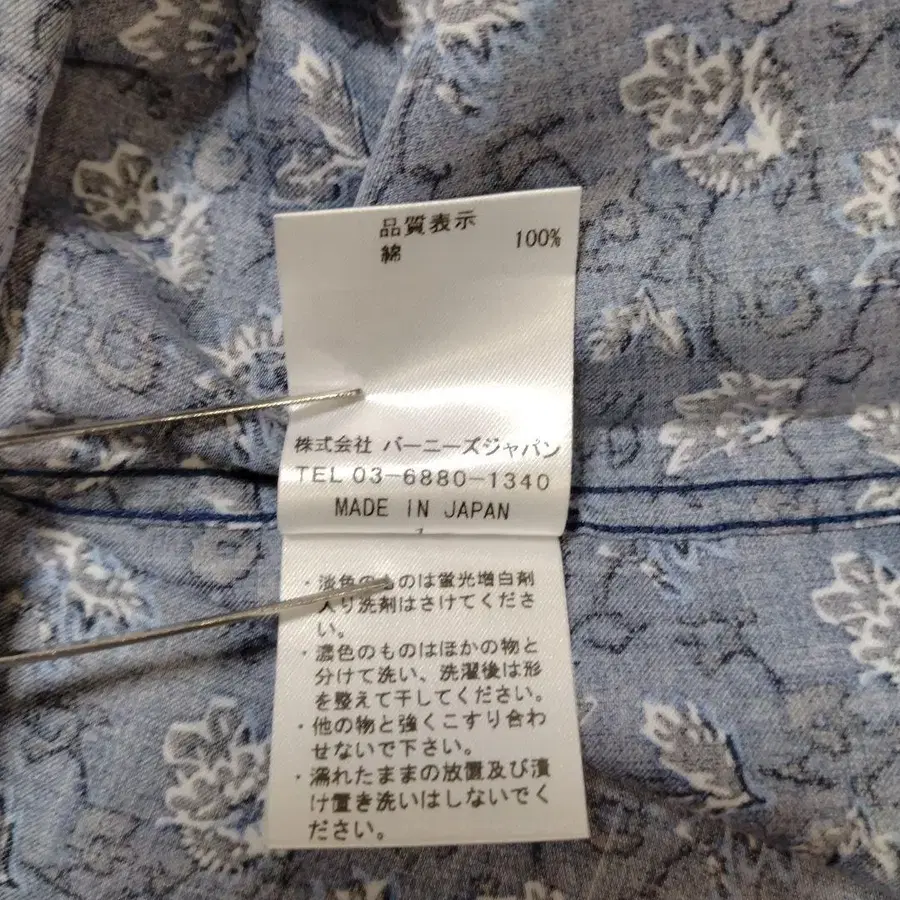 品質表示
綿 100%
株式会社 バーニーズジャパン
TEL 03-6880-1340
MADE IN JAPAN
・淡色のものは蛍光増白剤
入り洗剤はさけてくださ
い。
・濃色のものはほかの物と
分けて洗い、洗濯後は形
を整えて干してください。
・他の物と強くこすり合わ
せないで下さい。
・濡れたままの放置及び漬
け置き洗いはしないでく
ださい。